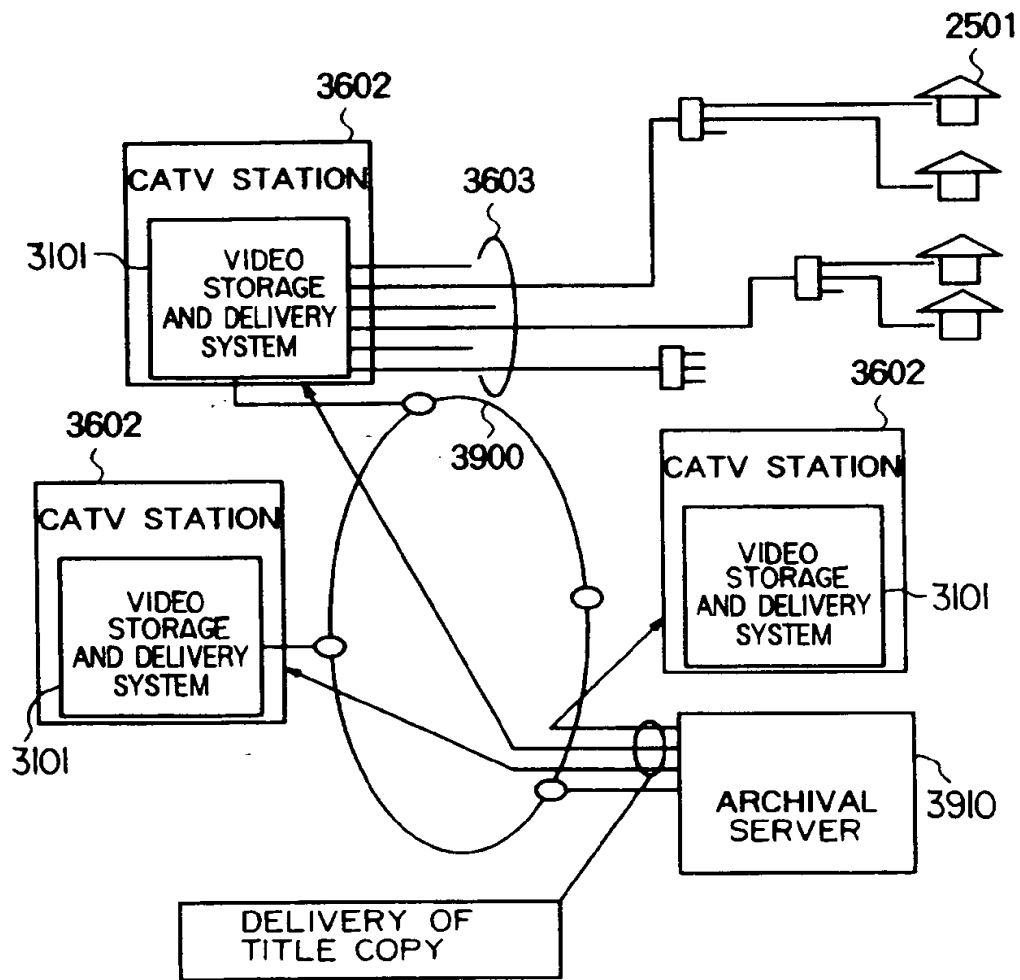 2501
3602
CATV STATION
3603
3101
VIDEO
STORAGE
AND DELIVERY
SYSTEM
3602
3602
3900
CATV STATION
CATV STATION
VIDEO
STORAGE
AND DELIVERY
SYSTEM
3101
VIDEO
STORAGE
AND DELIVERY
SYSTEM
3101
ARCHIVAL
SERVER
3910
DELIVERY OF
TITLE COPY